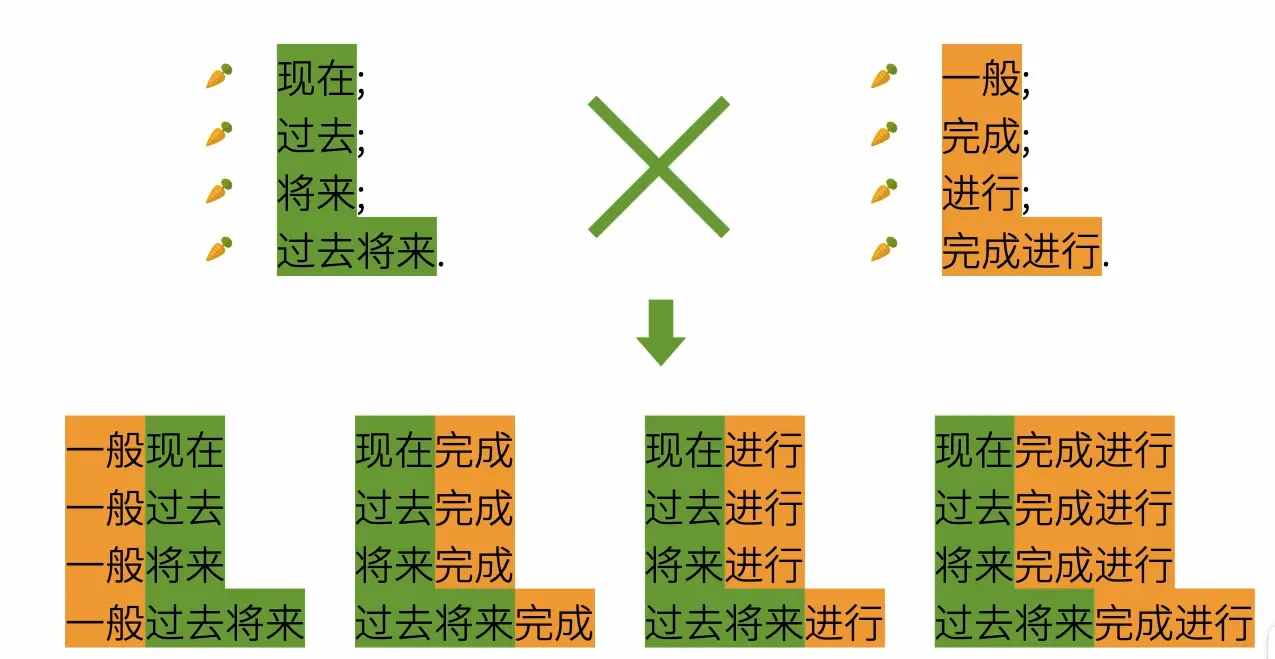 现在;
过去;
将来;
过去将来.
一般;
完成;
进行;
完成进行.
一般现在
一般过去
一般将来
一般过去将来
现在完成
过去完成
将来完成
过去将来完成
现在进行
过去进行
将来进行
过去将来进行
现在完成进行
过去完成进行
将来完成进行
过去将来完成进行